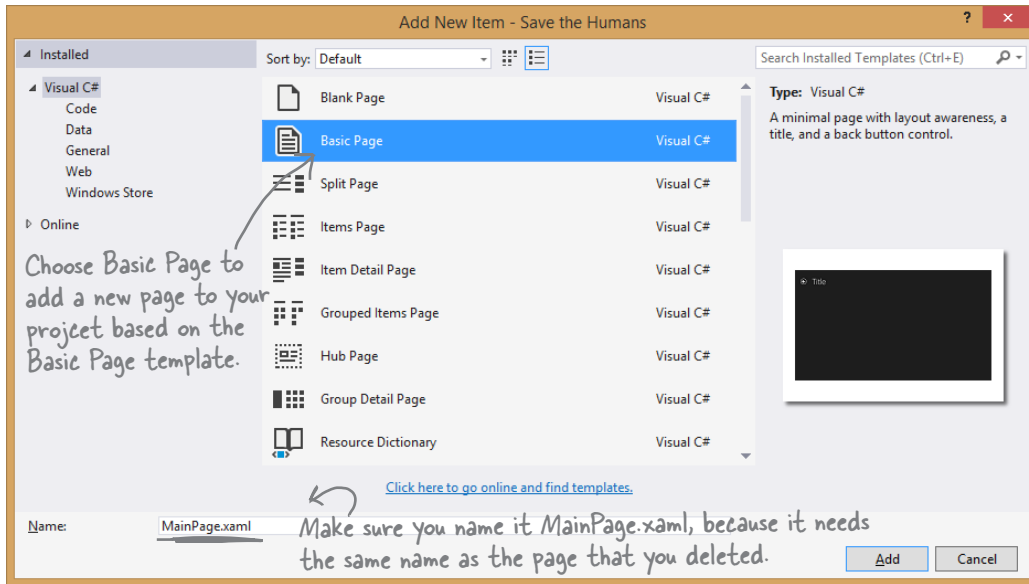 Add New Item - Save the Humans
? ×
Installed
Sort by: Default
Search Installed Templates (Ctrl+E)
Visual C#
Code
Data
General
Web
Windows Store
Online
Blank Page Visual C#
Basic Page Visual C#
Split Page Visual C#
Items Page Visual C#
Item Detail Page Visual C#
Grouped Items Page Visual C#
Hub Page Visual C#
Group Detail Page Visual C#
Resource Dictionary Visual C#
Type: Visual C#
A minimal page with layout awareness, a
title, and a back button control.
Title
Choose Basic Page to
add a new page to your
projcet based on the
Basic Page template.
Click here to go online and find templates.
Name: MainPage.xaml
Make sure you name it MainPage.xaml, because it needs
the same name as the page that you deleted.
Add Cancel